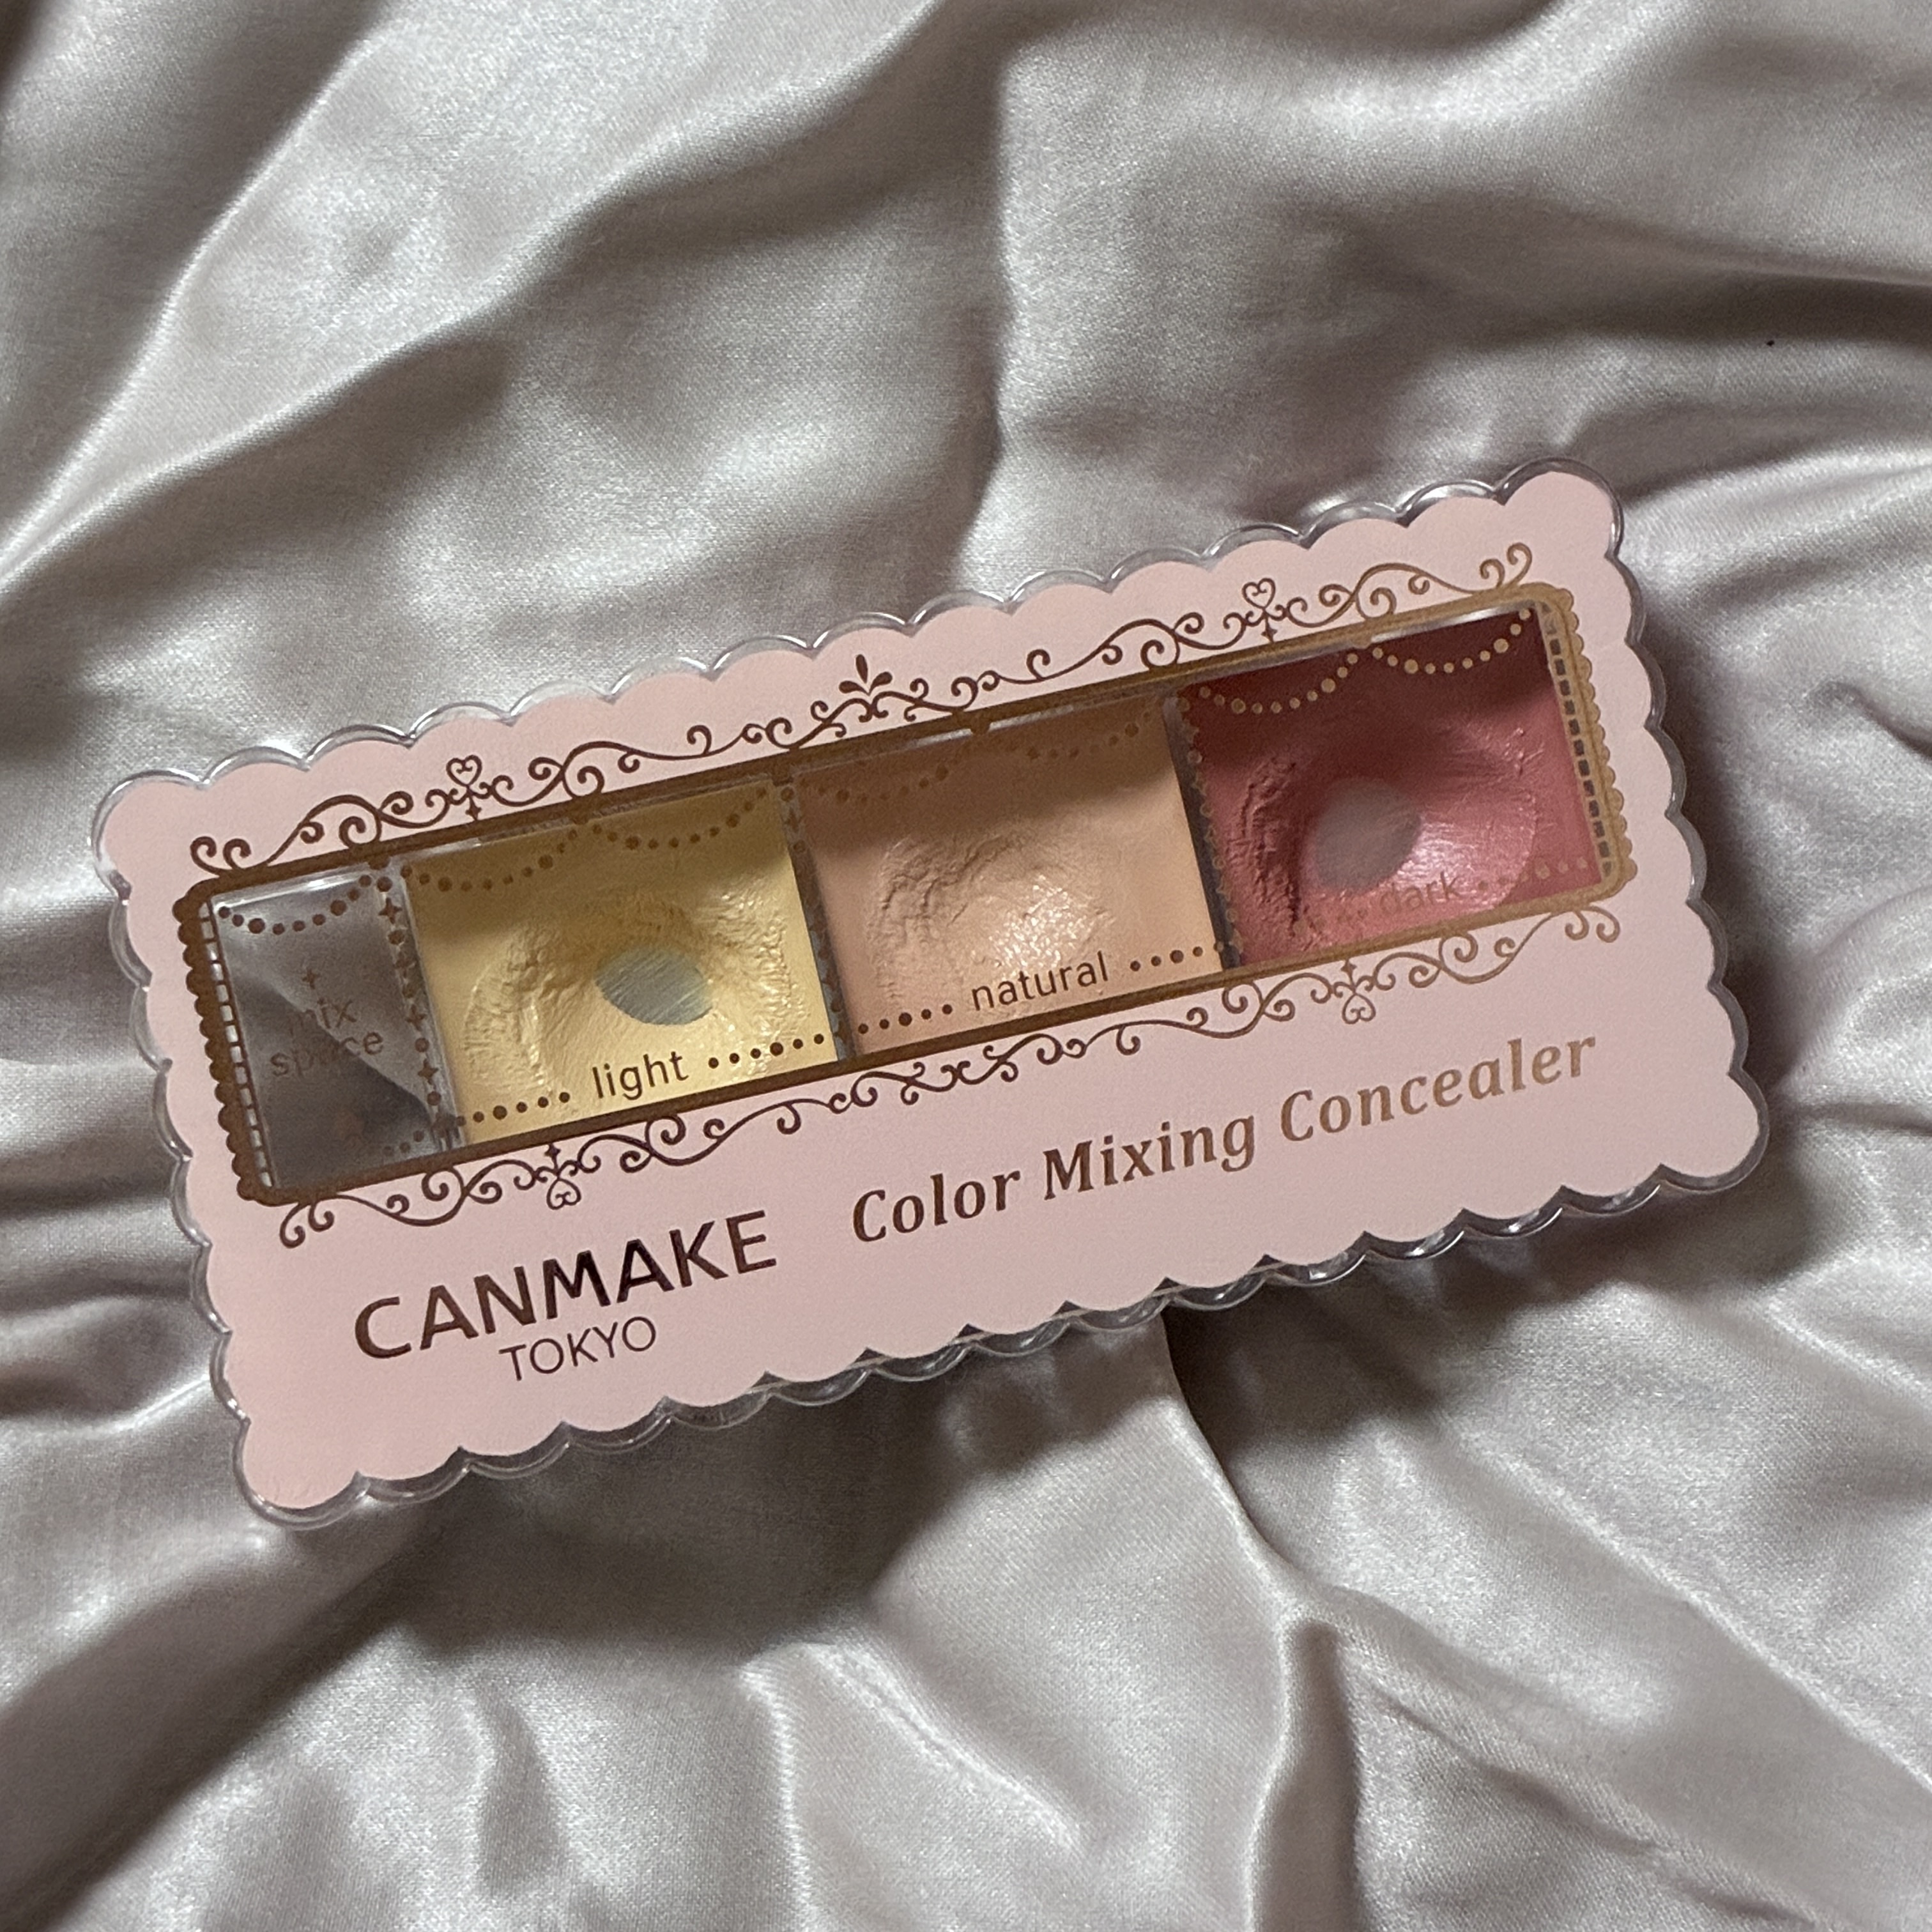 mix
space
light
natural
dark
CANMAKE
TOKYO
Color Mixing Concealer